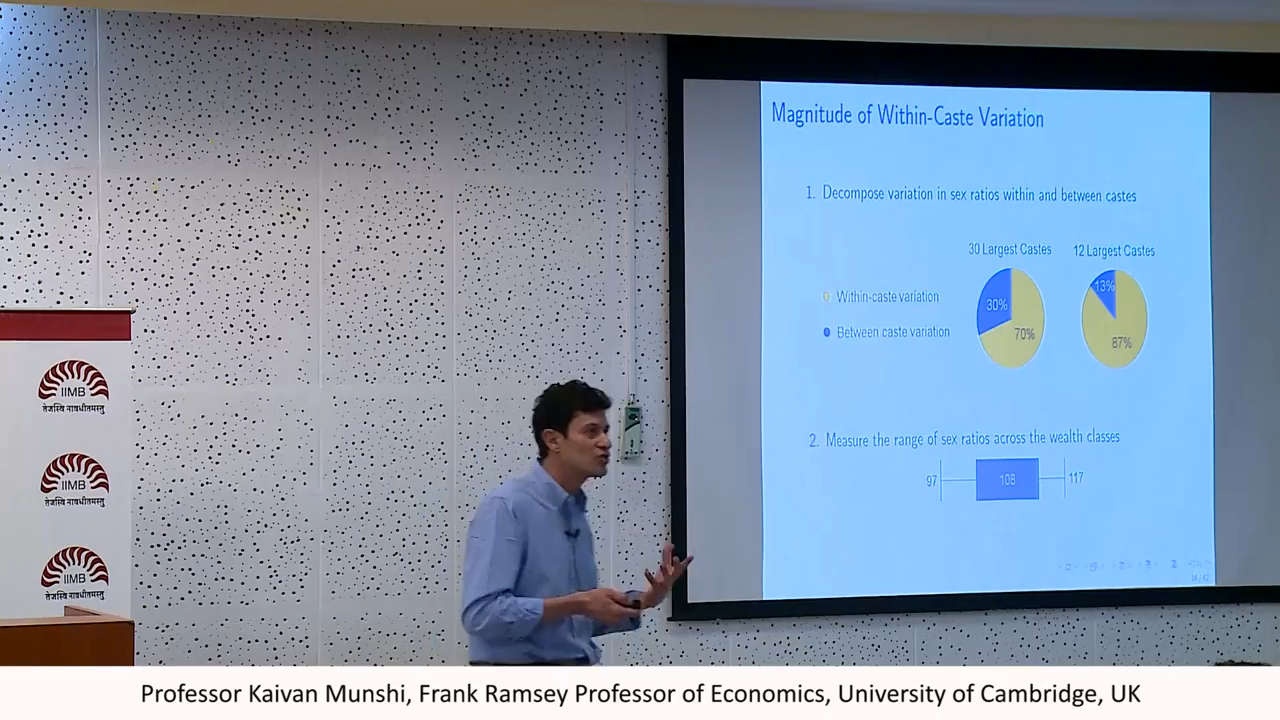 Magnitude of Within-Caste Variation
1. Decompose variation in sex ratios within and between castes
30 Largest Castes
12 Largest Castes
Within-caste variation
Between caste variation
30%
70%
13%
87%
2. Measure the range of sex ratios across the wealth classes
97
108
117
IIMB
तेजस्वि नावधीतमस्तु
IIMB
तेजस्वि नावधीतमस्तु
IIMB
तेजस्वि नावधीतमस्तु
Professor Kaivan Munshi, Frank Ramsey Professor of Economics, University of Cambridge, UK